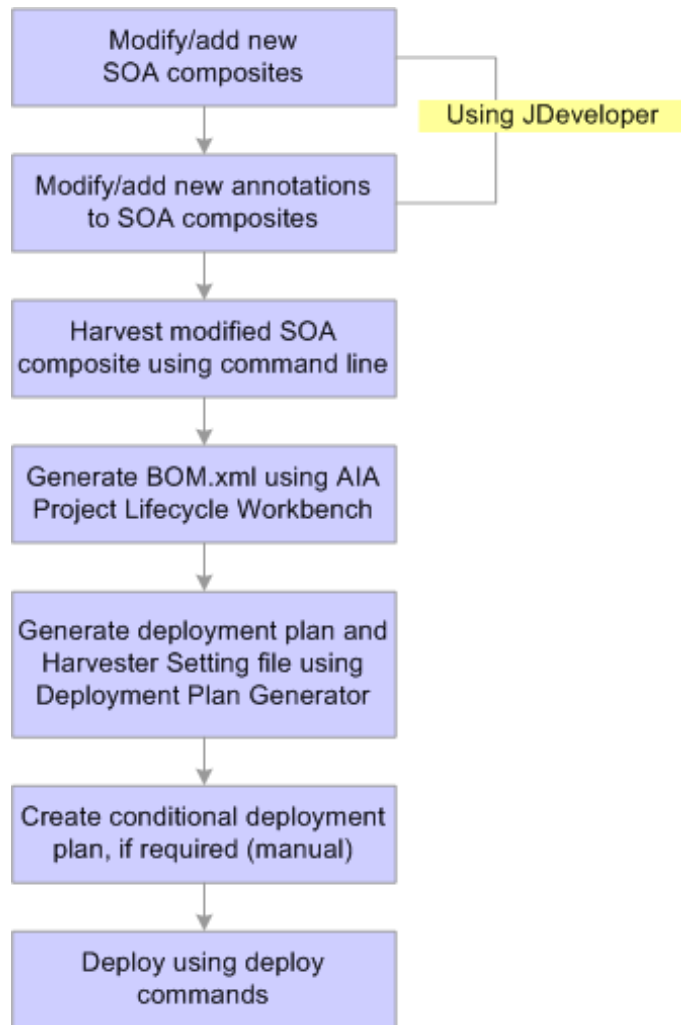 Modify/add new
SOA composites
Using JDeveloper
Modify/add new annotations
to SOA composites
Harvest modified SOA
composite using command line
Generate BOM.xml using AIA
Project Lifecycle Workbench
Generate deployment plan and
Harvester Setting file using
Deployment Plan Generator
Create conditional deployment
plan, if required (manual)
Deploy using deploy
commands